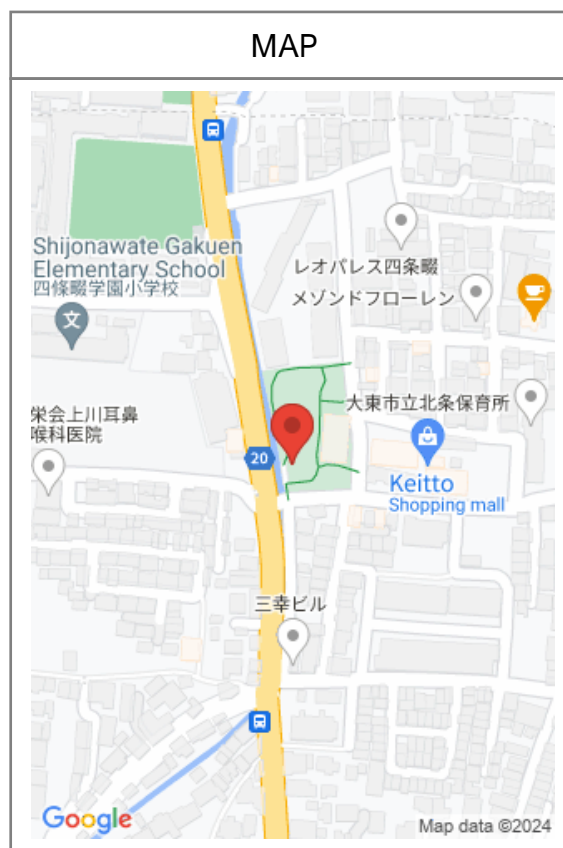 MAP
Shijonawate Gakuen
Elementary School
四條畷学園小学校
文
レオパレス四条畷
メゾンドフローレン
大東市立北条保育所
栄会上川耳鼻
喉科医院
20
Keitto
Shopping mall
三幸ビル
Google
Map data ©2024